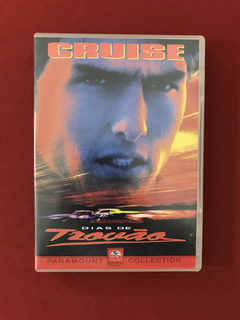 CRUISE
DIAS DE
Trovão
PARAMOUNT COLLECTION